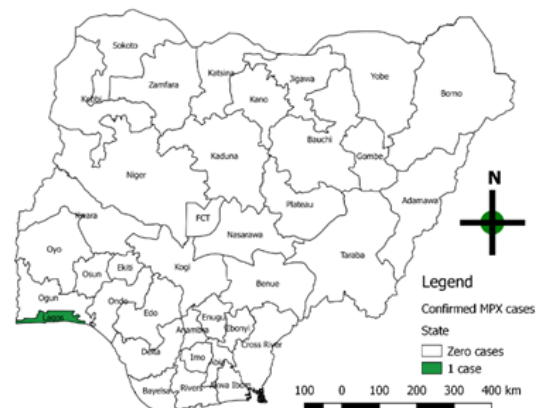 Sokoto
Katsina
Jigawa
Yobe
Borno
Zamfara
Kebbi
Kano
Bauchi
Gombe
Kaduna
Niger
Adamawa
Plateau
FCT
Kwara
Nasarawa
Taraba
Oyo
Kogi
Ekiti
Osun
Benue
Ogun
Ondo
Edo
Lagos
Enugu
Anambra
Ebonyi
Cross River
Delta
Imo
Abia
Bayelsa
Rivers
Akwa Ibom
N
Legend
Confirmed MPX cases
State
Zero cases
1 case
100 0 100 200 300 400 km